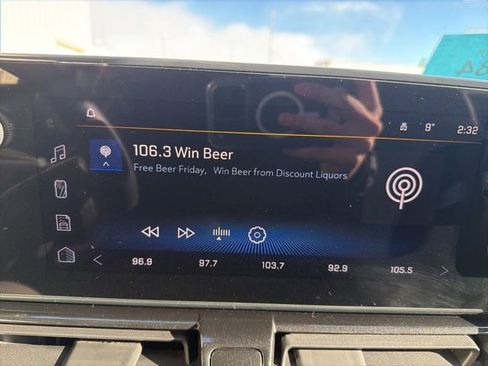 9° 2:32
106.3 Win Beer
Free Beer Friday, Win Beer from Discount Liquors
96.9 97.7 103.7 92.9 105.5